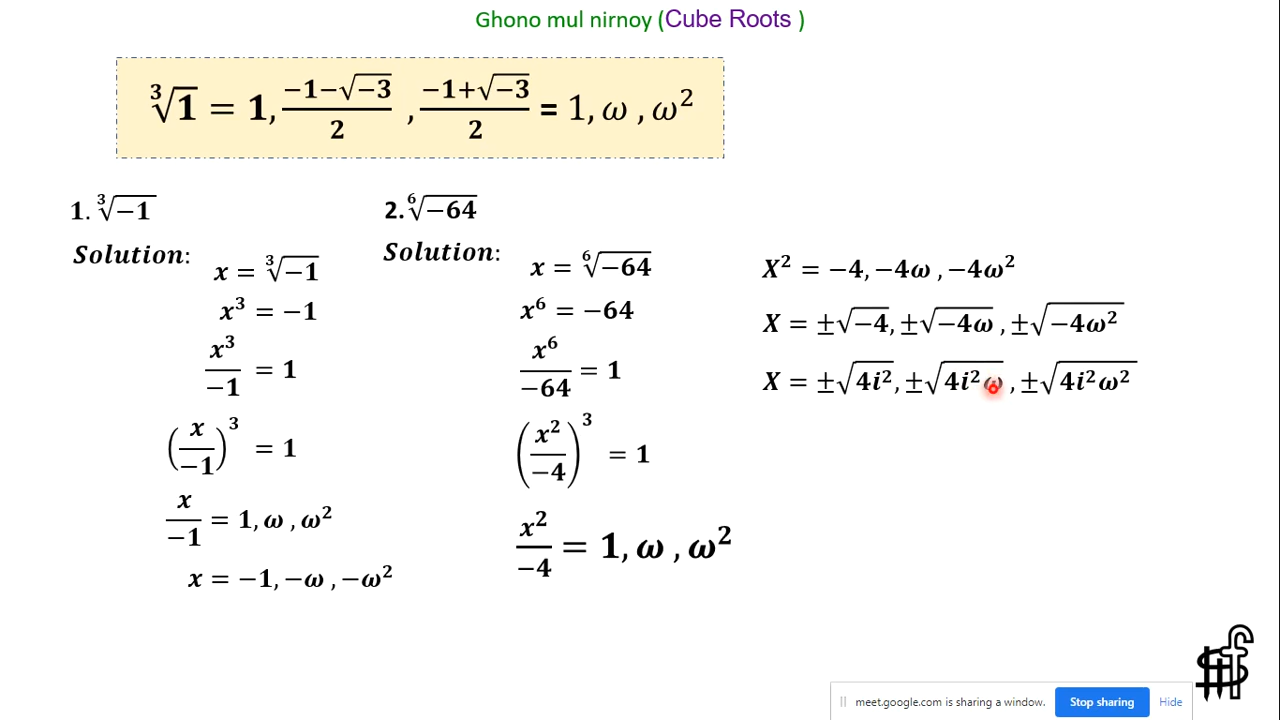 Ghono mul nirnoy (Cube Roots )
∛1 = 1, (−1−√−3)/2 , (−1+√−3)/2 = 1, ω , ω²
1. ∛−1
Solution:
x = ∛−1
x³ = −1
x³/−1 = 1
(x/−1)³ = 1
x/−1 = 1, ω , ω²
x = −1, −ω , −ω²
2. ⁶√−64
Solution:
x = ⁶√−64
x⁶ = −64
x⁶/−64 = 1
(x²/−4)³ = 1
x²/−4 = 1, ω , ω²
X² = −4, −4ω , −4ω²
X = ±√−4, ±√−4ω , ±√−4ω²
X = ±√4i², ±√4i²ω , ±√4i²ω²
meet.google.com is sharing a window. Stop sharing Hide